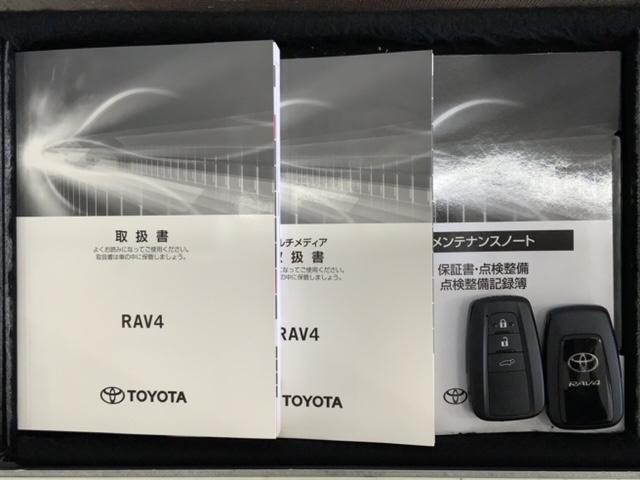 取扱書
よくお読みになってご使用ください。
取扱書は車の中に保管しましょう。
RAV4
TOYOTA
ルチメディア
扱書
になってご使用ください。
の中に保管しましょう。
RAV4
TOYOTA
メンテナンスノート
保証書・点検整備
点検整備記録簿
RAV4